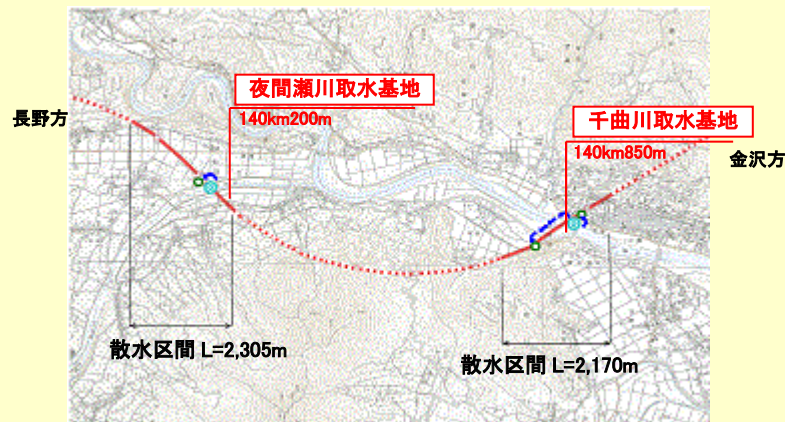 夜間瀬川取水基地
140km200m
長野方
千曲川取水基地
140km850m
金沢方
散水区間 L=2,305m
散水区間 L=2,170m